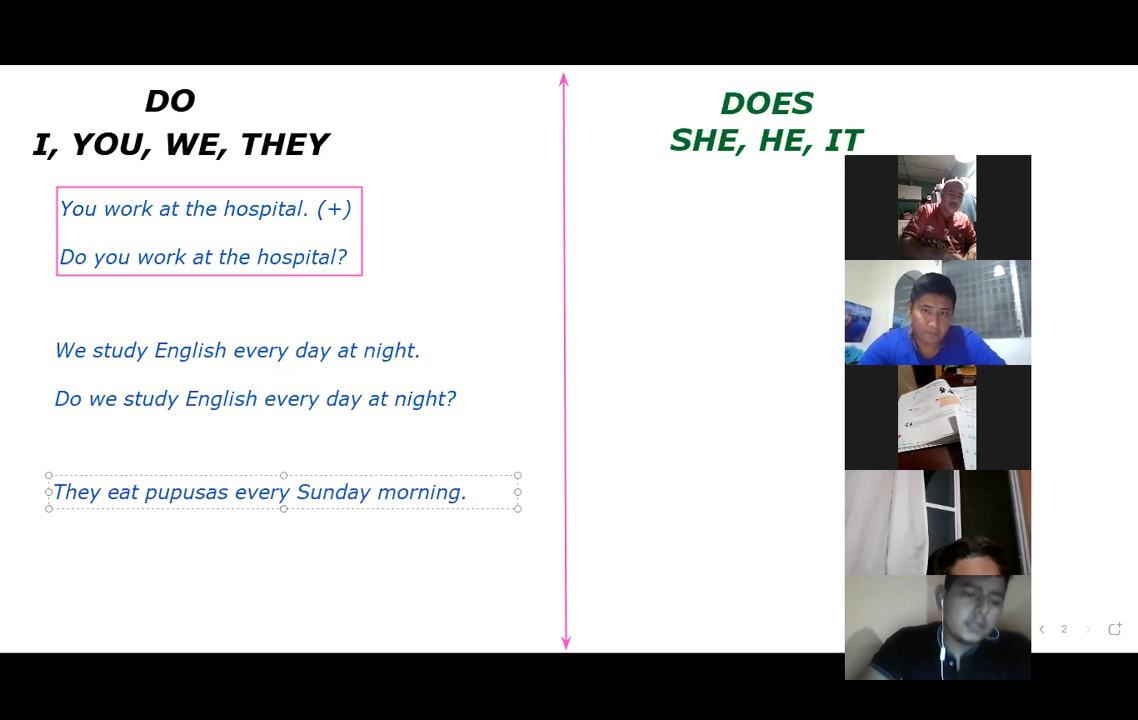 DO
I, YOU, WE, THEY
You work at the hospital. (+)
Do you work at the hospital?
We study English every day at night.
Do we study English every day at night?
They eat pupusas every Sunday morning.
DOES
SHE, HE, IT
2